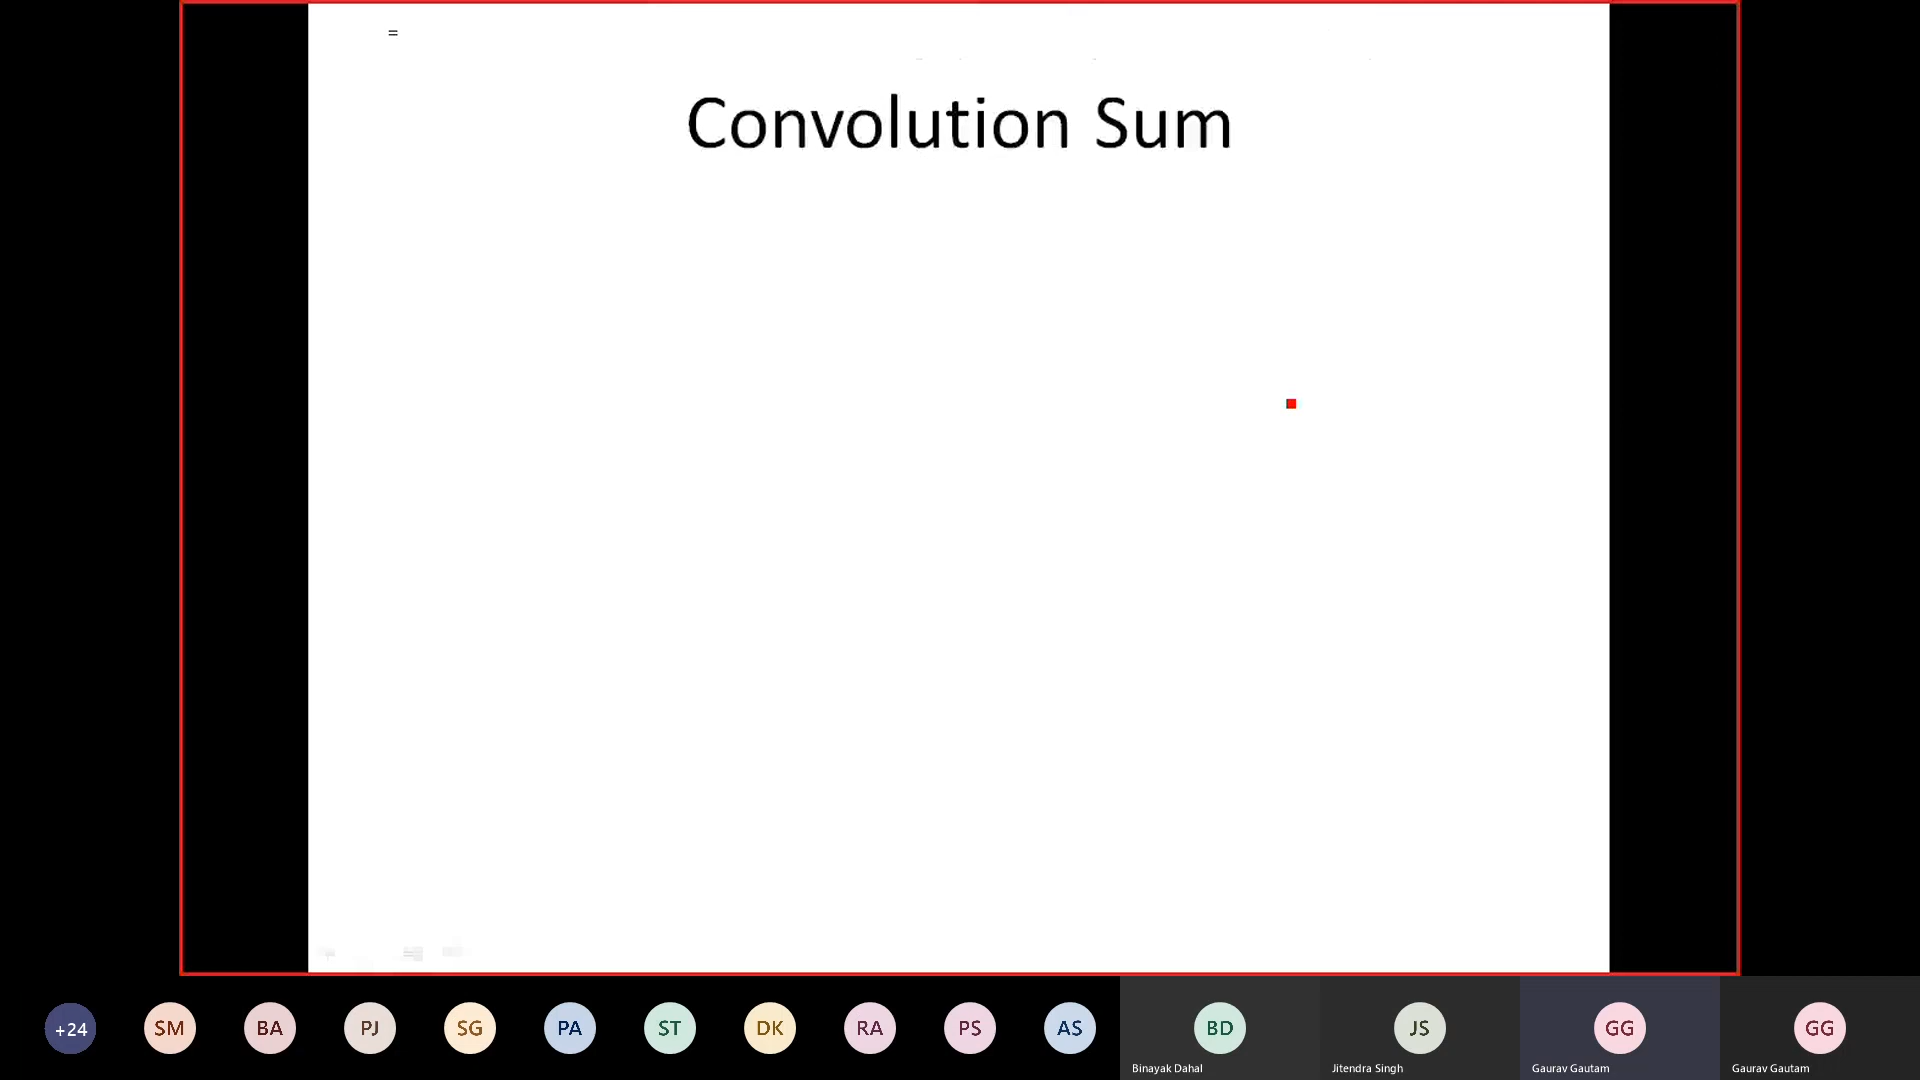 =
Convolution Sum
+24
SM
BA
PJ
SG
PA
ST
DK
RA
PS
AS
BD
JS
GG
GG
Binayak Dahal
Jitendra Singh
Gaurav Gautam
Gaurav Gautam